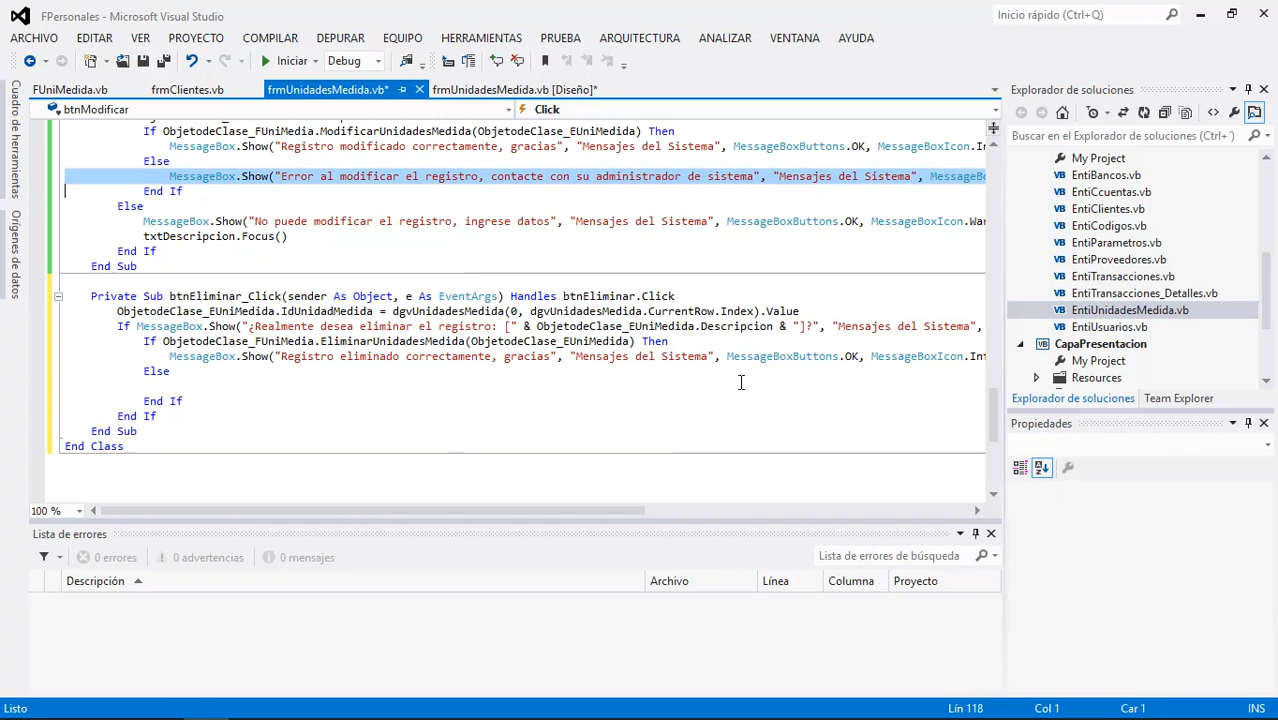 FPersonales - Microsoft Visual Studio
Inicio rápido (Ctrl+Q)
ARCHIVO EDITAR VER PROYECTO COMPILAR DEPURAR EQUIPO HERRAMIENTAS PRUEBA ARQUITECTURA ANALIZAR VENTANA AYUDA
Iniciar Debug
Cuadro de herramientas
Orígenes de datos
FUniMedida.vb frmClientes.vb frmUnidadesMedida.vb* frmUnidadesMedida.vb [Diseño]*
btnModificar Click
If ObjetodeClase_FUniMedia.ModificarUnidadesMedida(ObjetodeClase_EUniMedida) Then
MessageBox.Show("Registro modificado correctamente, gracias", "Mensajes del Sistema", MessageBoxButtons.OK, MessageBoxIcon.In
Else
MessageBox.Show("Error al modificar el registro, contacte con su administrador de sistema", "Mensajes del Sistema", MessageBo
End If
Else
MessageBox.Show("No puede modificar el registro, ingrese datos", "Mensajes del Sistema", MessageBoxButtons.OK, MessageBoxIcon.War
txtDescripcion.Focus()
End If
End Sub
Private Sub btnEliminar_Click(sender As Object, e As EventArgs) Handles btnEliminar.Click
ObjetodeClase_EUniMedida.IdUnidadMedida = dgvUnidadesMedida(0, dgvUnidadesMedida.CurrentRow.Index).Value
If MessageBox.Show("¿Realmente desea eliminar el registro: [" & ObjetodeClase_EUniMedida.Descripcion & "]?", "Mensajes del Sistema",
If ObjetodeClase_FUniMedia.EliminarUnidadesMedida(ObjetodeClase_EUniMedida) Then
MessageBox.Show("Registro eliminado correctamente, gracias", "Mensajes del Sistema", MessageBoxButtons.OK, MessageBoxIcon.Inf
Else
End If
End If
End Sub
End Class
100 %
Lista de errores
0 errores 0 advertencias 0 mensajes
Lista de errores de búsqueda
Descripción Archivo Línea Columna Proyecto
Explorador de soluciones
Buscar en el Explorador de soluciones (Ctrl+´)
My Project
EntiBancos.vb
EntiCcuentas.vb
EntiClientes.vb
EntiCodigos.vb
EntiParametros.vb
EntiProveedores.vb
EntiTransacciones.vb
EntiTransacciones_Detalles.vb
EntiUnidadesMedida.vb
EntiUsuarios.vb
CapaPresentacion
My Project
Resources
Explorador de soluciones Team Explorer
Propiedades
Listo Lín 118 Col 1 Car 1 INS